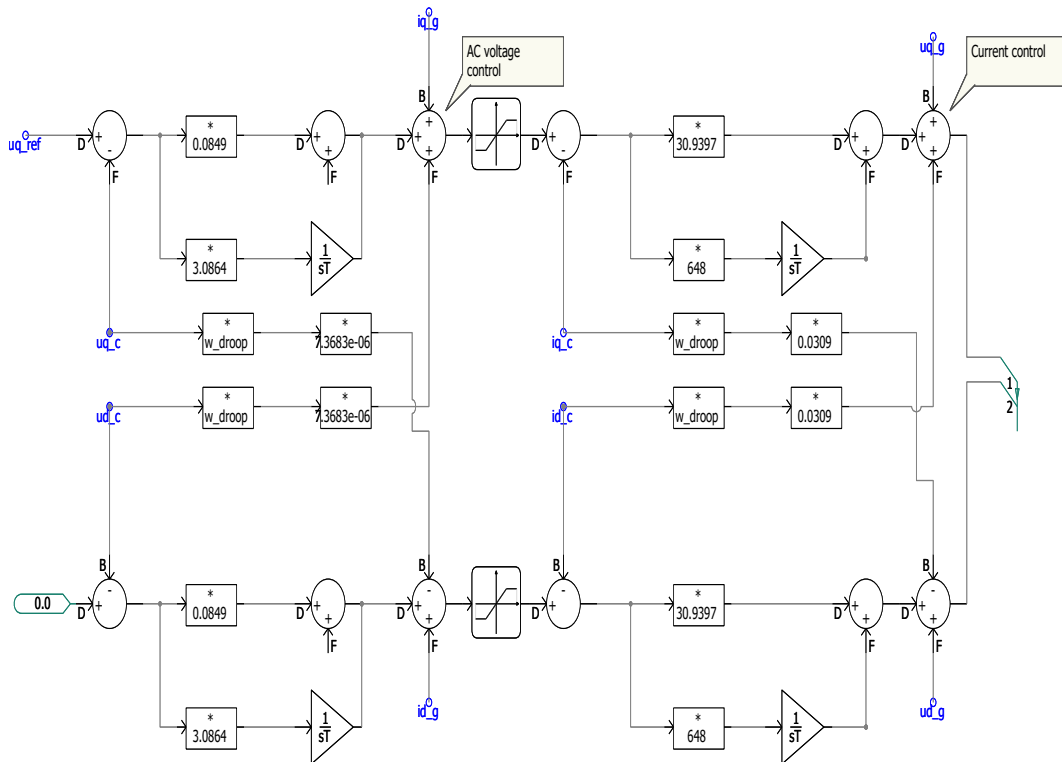 iq_g
uq_g
AC voltage
control
Current control
B
B
uq_ref
D
+
-
F
*
0.0849
D
+
+
F
D
+
+
+
F
D
+
-
F
*
30.9397
D
+
+
F
D
+
+
+
F
*
3.0864
1
sT
*
648
1
sT
uq_c
*
w_droop
*
7.3683e-06
iq_c
*
w_droop
*
0.0309
ud_c
*
w_droop
*
7.3683e-06
id_c
*
w_droop
*
0.0309
1
2
B
B
B
B
0.0
D
+
-
*
0.0849
D
+
+
F
D
+
-
+
F
D
+
-
*
30.9397
D
+
+
F
D
+
-
+
F
id_g
ud_g
*
3.0864
1
sT
*
648
1
sT